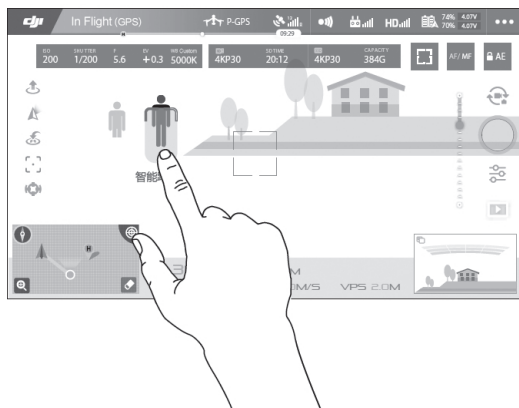 dji In Flight (GPS) P-GPS HD 74% 4.07V
70% 4.07V
09:29
ISO SHUTTER F EV WB Custom SD TIME CAPACITY
200 1/200 5.6 +0.3 5000K 4KP30 20:12 4KP30 384G AF/ MF AE
智能
H
M
M/S VPS 2.0M